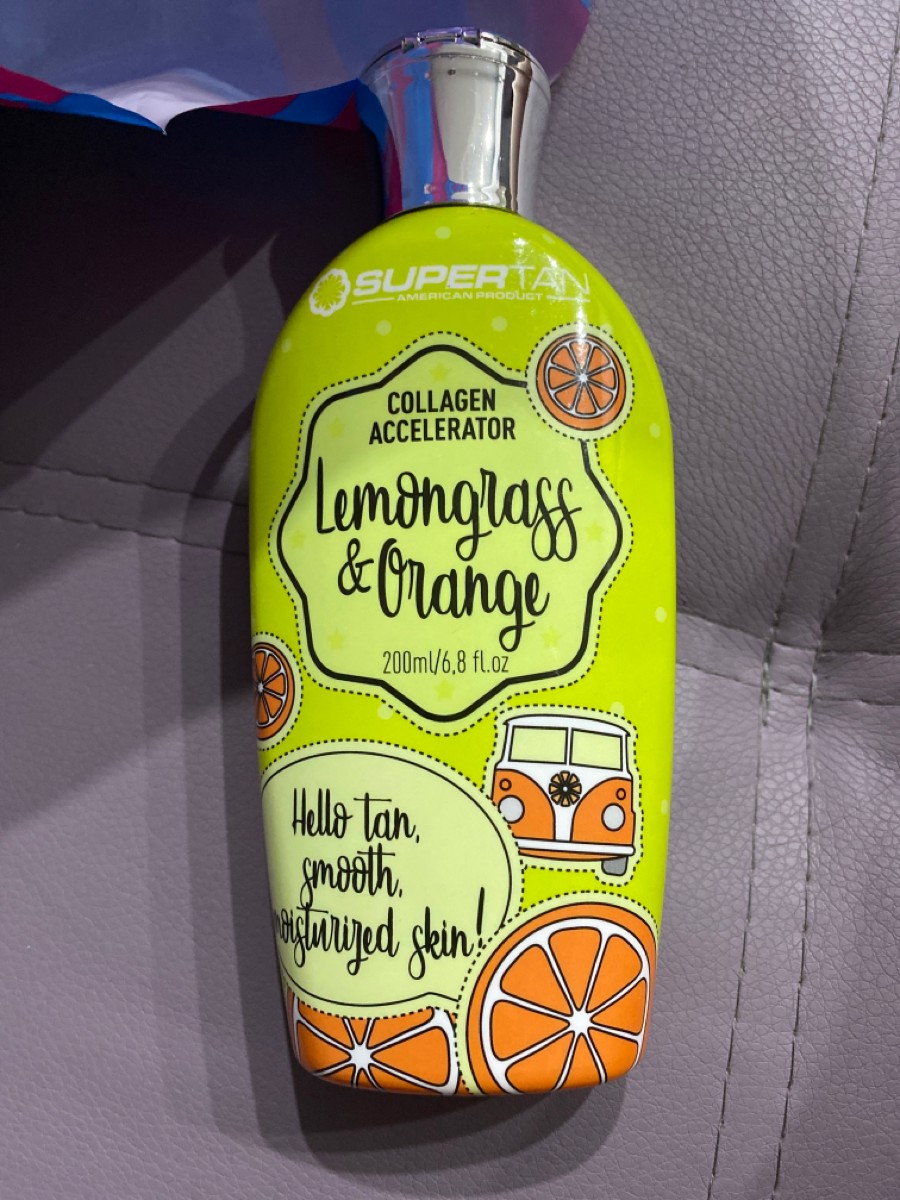 SUPERTAN
AMERICAN PRODUCT
COLLAGEN
ACCELERATOR
Lemongrass
& Orange
200ml/6,8 fl.oz
Hello tan,
smooth,
moisturized skin!